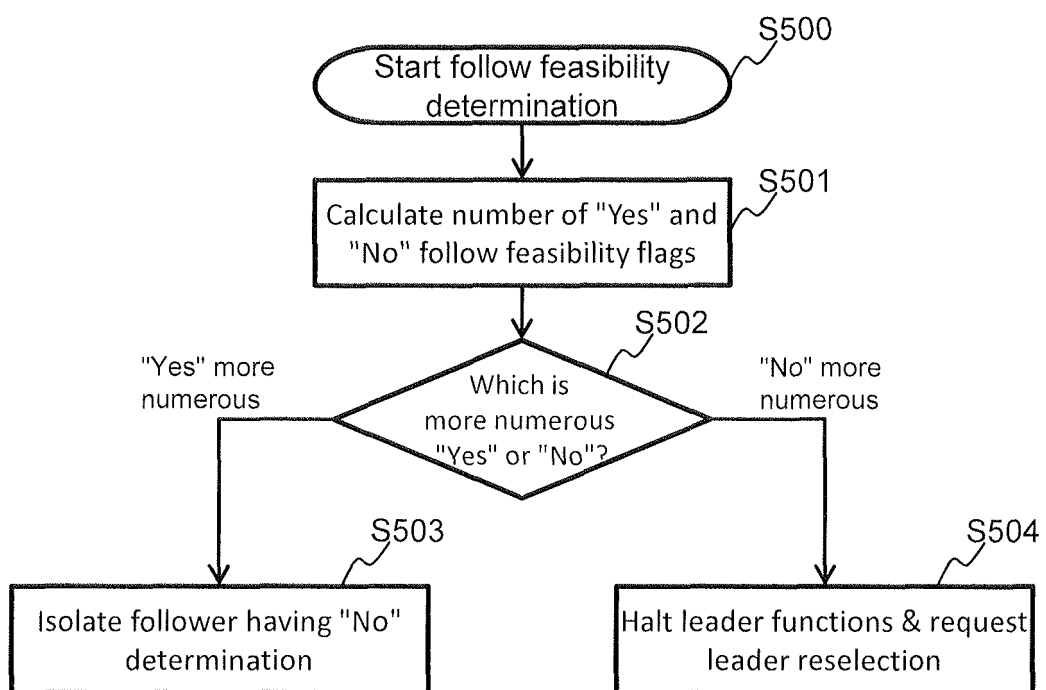 S500
Start follow feasibility
determination
S501
Calculate number of "Yes" and
"No" follow feasibility flags
S502
"Yes" more
numerous
Which is
more numerous
"Yes" or "No"?
"No" more
numerous
S503
Isolate follower having "No"
determination
S504
Halt leader functions & request
leader reselection